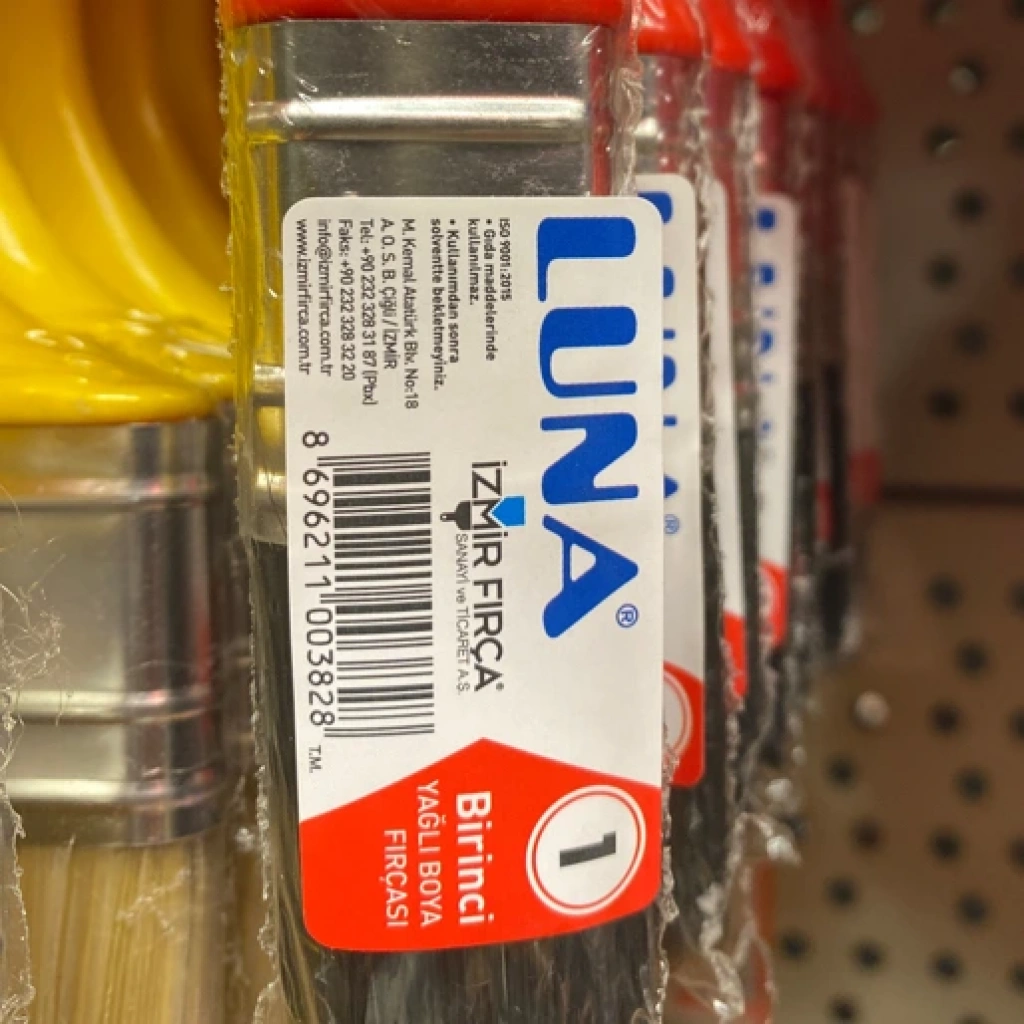 LUNA®
ISO 9001:2015
• Gıda maddelerinde
kullanılmaz.
• Kullanımdan sonra
solventte bekletmeyiniz.
M. Kemal Atatürk Blv. No:18
A. O. S. B. Çiğli / İZMİR
Tel: +90 232 328 31 87 (Pbx)
Faks: +90 232 328 32 20
info@izmirfirca.com.tr
www.izmirfirca.com.tr
İZMİR FIRÇA®
SANAYİ ve TİCARET A.Ş.
8 696211 003828
T.M.
1
Birinci
YAĞLI BOYA
FIRÇASI